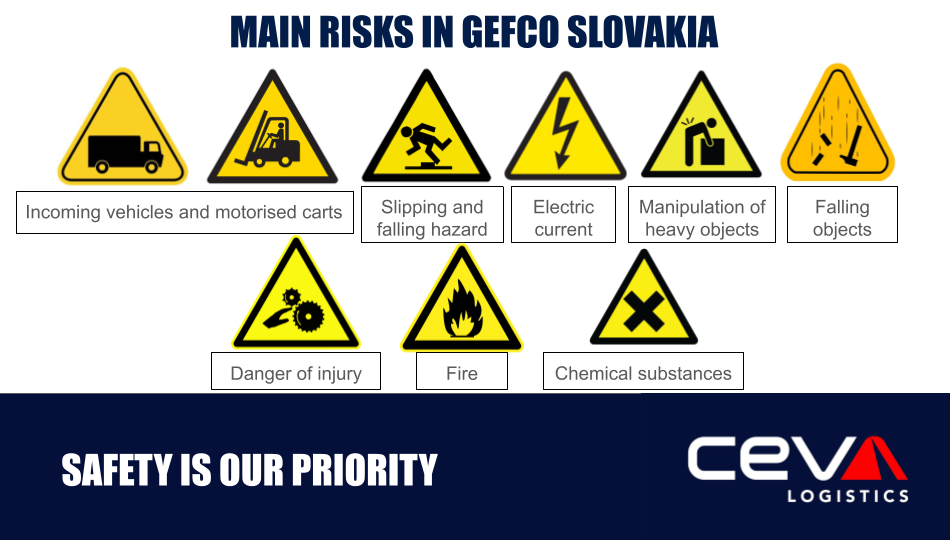 MAIN RISKS IN GEFCO SLOVAKIA
Incoming vehicles and motorised carts
Slipping and
falling hazard
Electric
current
Manipulation of
heavy objects
Falling
objects
Danger of injury
Fire
Chemical substances
SAFETY IS OUR PRIORITY
CEVA
LOGISTICS